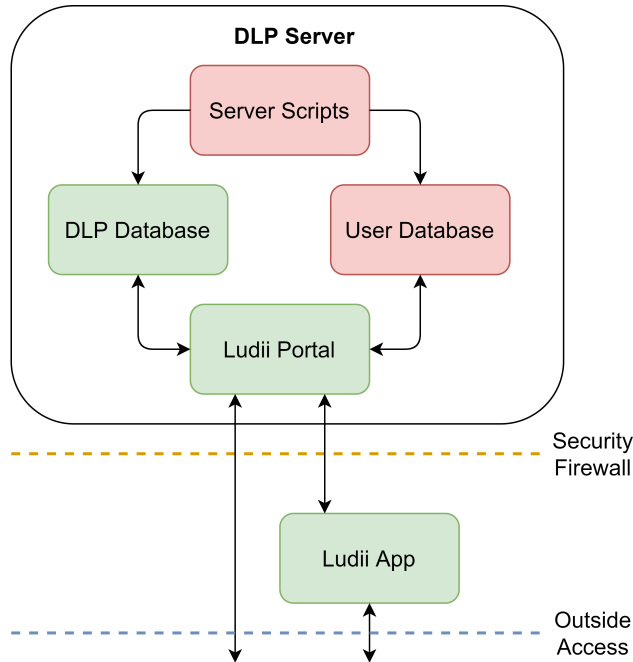 DLP Server
Server Scripts
DLP Database
User Database
Ludii Portal
Security
Firewall
Ludii App
Outside
Access